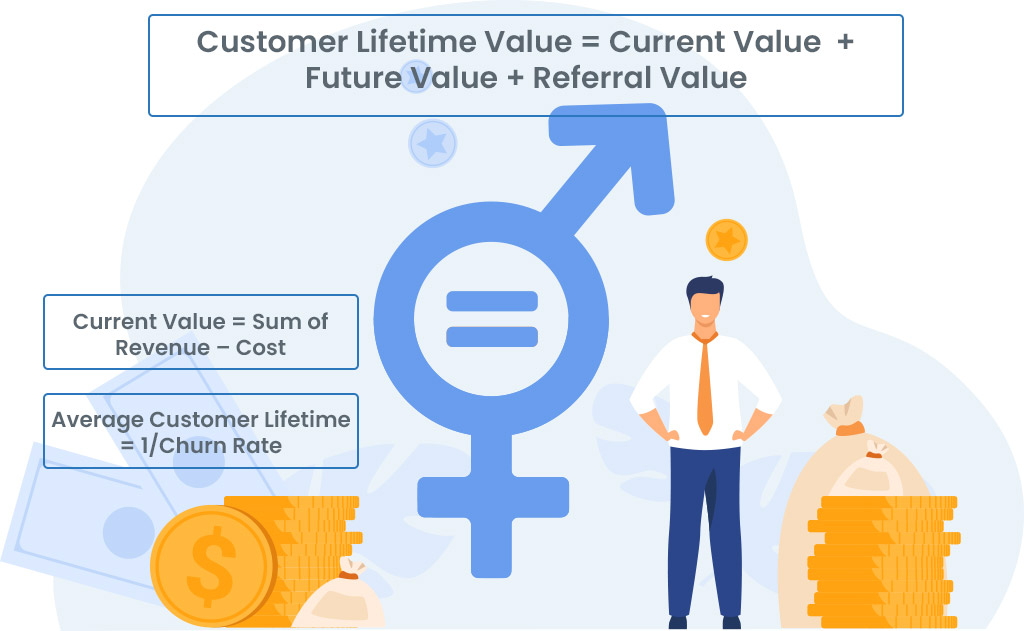 Customer Lifetime Value = Current Value +
Future Value + Referral Value
Current Value = Sum of
Revenue – Cost
Average Customer Lifetime
= 1/Churn Rate
$